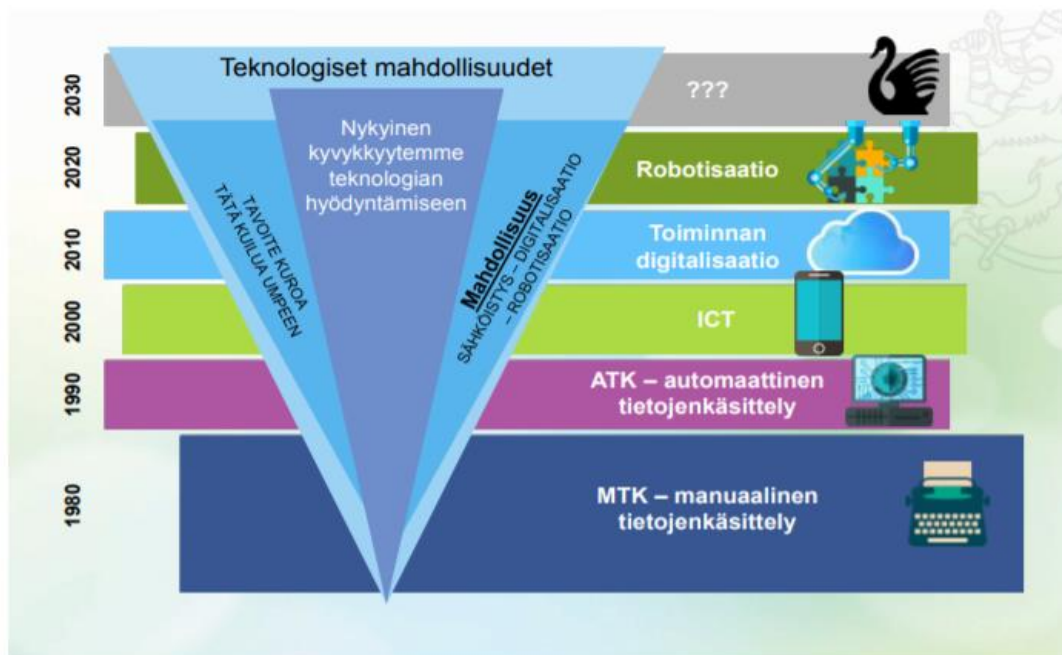 Teknologiset mahdollisuudet
Nykyinen
kyvykkyytemme
teknologian
hyödyntämiseen
TAVOITE KUROA
TÄTÄ KUILUA UMPEEN
Mahdollisuus
SÄHKÖISTYS – DIGITALISAATIO
– ROBOTISAATIO
2030
???
2020
Robotisaatio
2010
Toiminnan
digitalisaatio
2000
ICT
1990
ATK – automaattinen
tietojenkäsittely
1980
MTK – manuaalinen
tietojenkäsittely